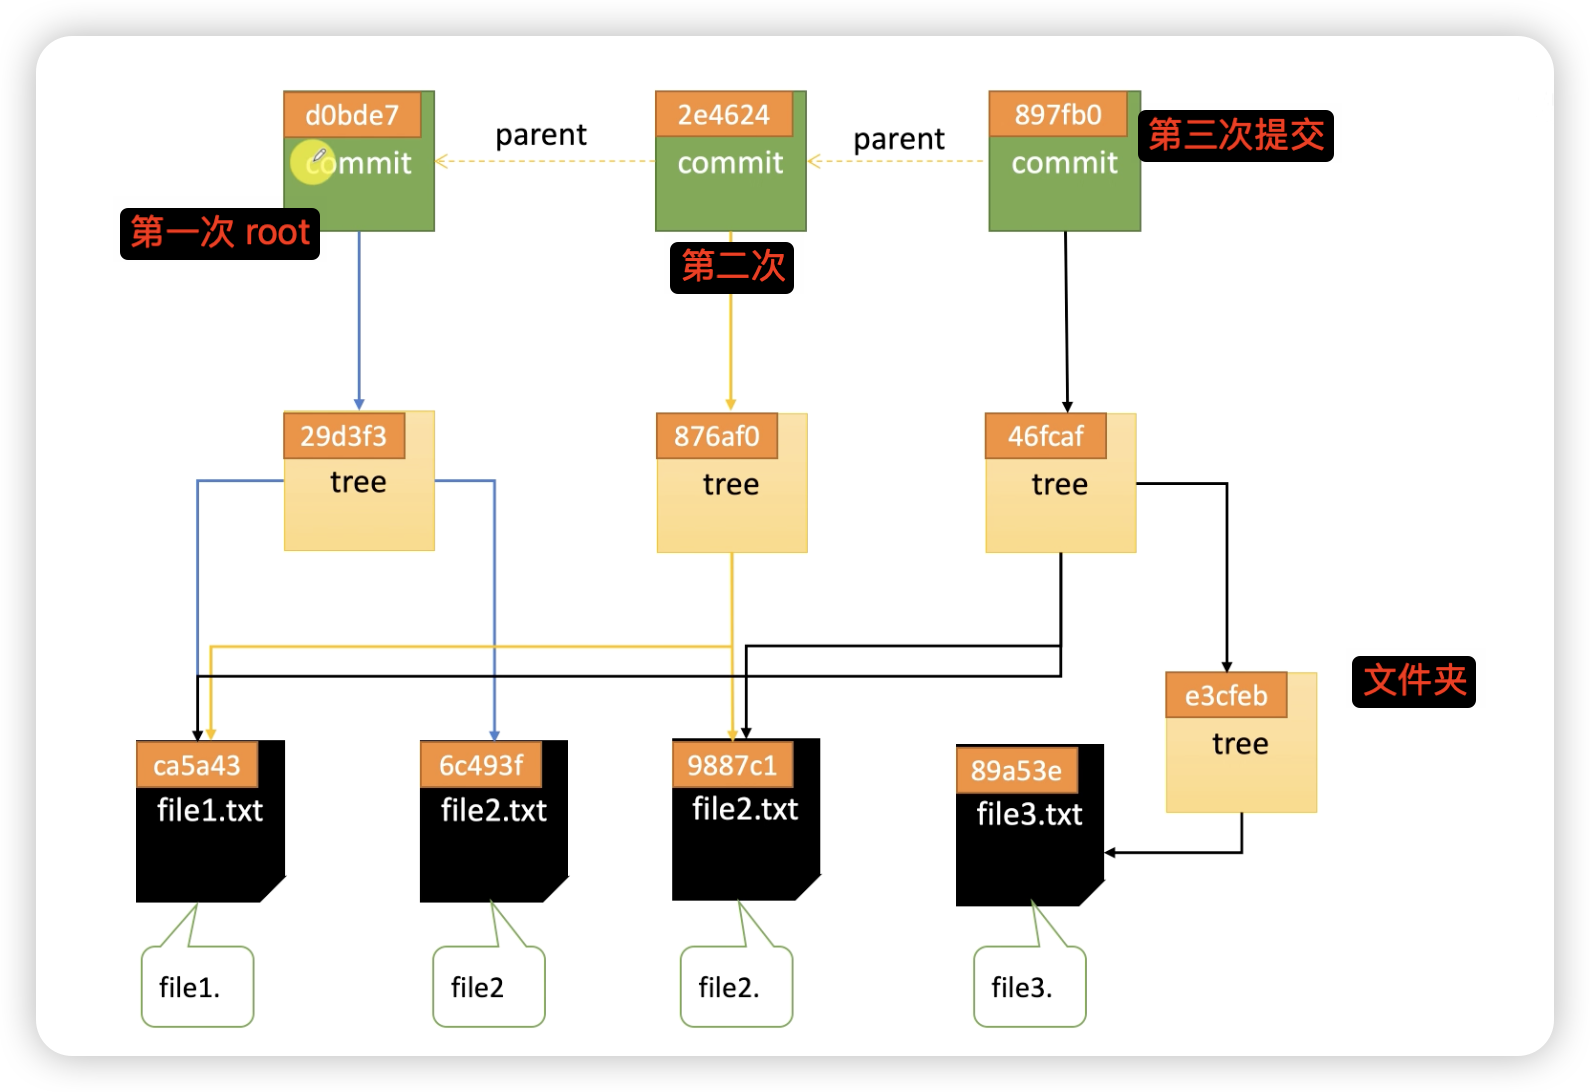 d0bde7
commit
第一次 root
parent
2e4624
commit
第二次
parent
897fb0
commit
第三次提交
29d3f3
tree
876af0
tree
46fcaf
tree
e3cfeb
tree
文件夹
ca5a43
file1.txt
6c493f
file2.txt
9887c1
file2.txt
89a53e
file3.txt
file1.
file2
file2.
file3.